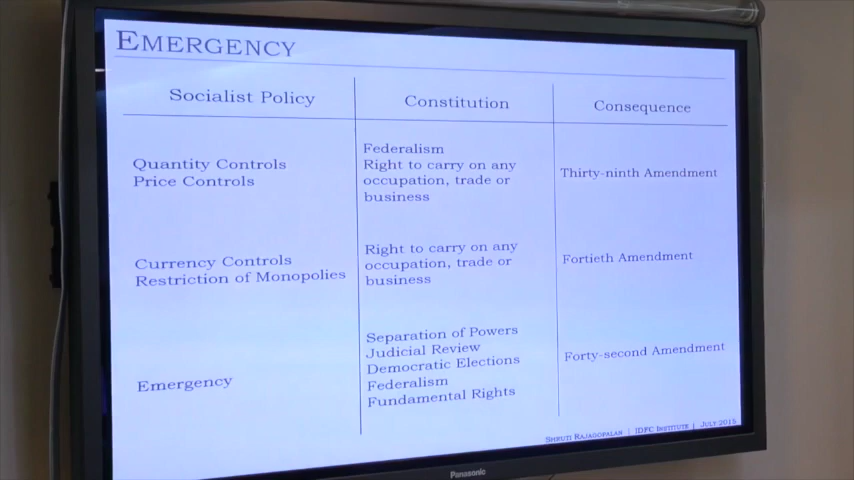 EMERGENCY
Socialist Policy
Constitution
Consequence
Quantity Controls
Price Controls
Federalism
Right to carry on any
occupation, trade or
business
Thirty-ninth Amendment
Currency Controls
Restriction of Monopolies
Right to carry on any
occupation, trade or
business
Fortieth Amendment
Emergency
Separation of Powers
Judicial Review
Democratic Elections
Federalism
Fundamental Rights
Forty-second Amendment
SHRUTI RAJAGOPALAN | IDFC INSTITUTE | JULY 2015
Panasonic